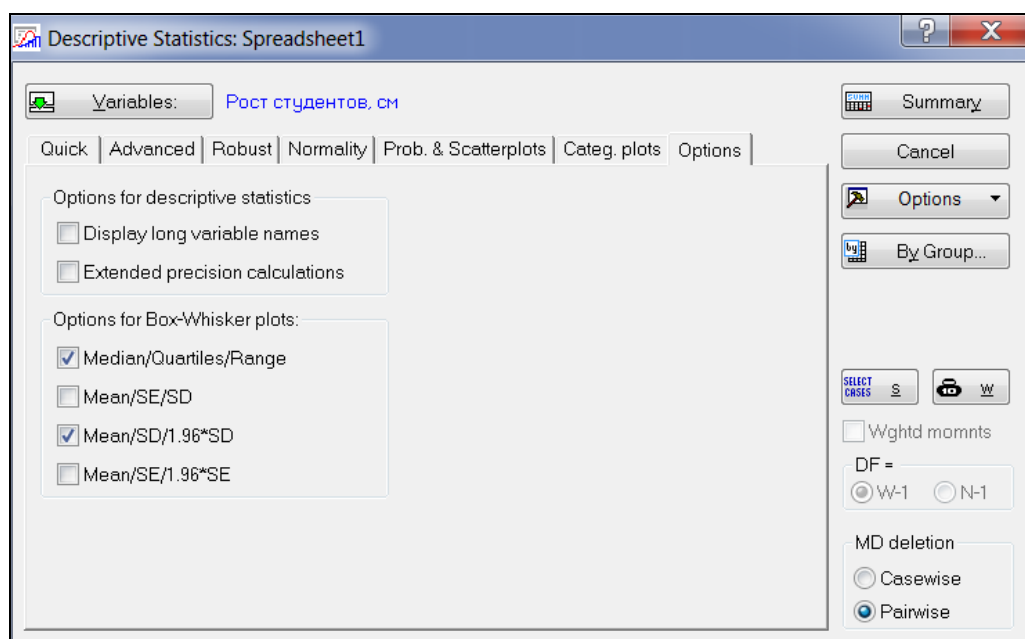 Descriptive Statistics: Spreadsheet1
Variables: Рост студентов, см
Quick Advanced Robust Normality Prob. & Scatterplots Categ. plots Options
Options for descriptive statistics
Display long variable names
Extended precision calculations
Options for Box-Whisker plots:
Median/Quartiles/Range
Mean/SE/SD
Mean/SD/1.96*SD
Mean/SE/1.96*SE
Summary
Cancel
Options
By Group...
SELECT CASES S W
Wghtd momnts
DF =
W-1 N-1
MD deletion
Casewise
Pairwise